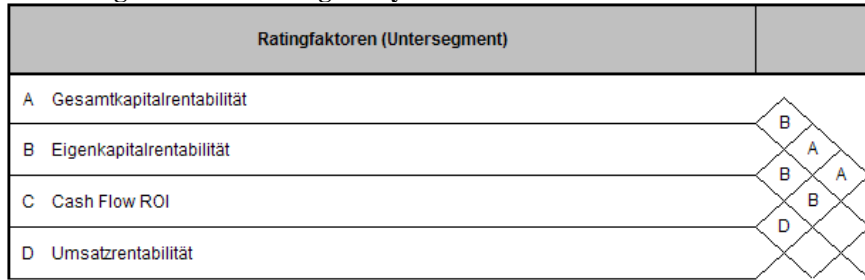 Ratingfaktoren (Untersegment)
A Gesamtkapitalrentabilität
B
B Eigenkapitalrentabilität
A
B A
C Cash Flow ROI
B
D
D Umsatzrentabilität